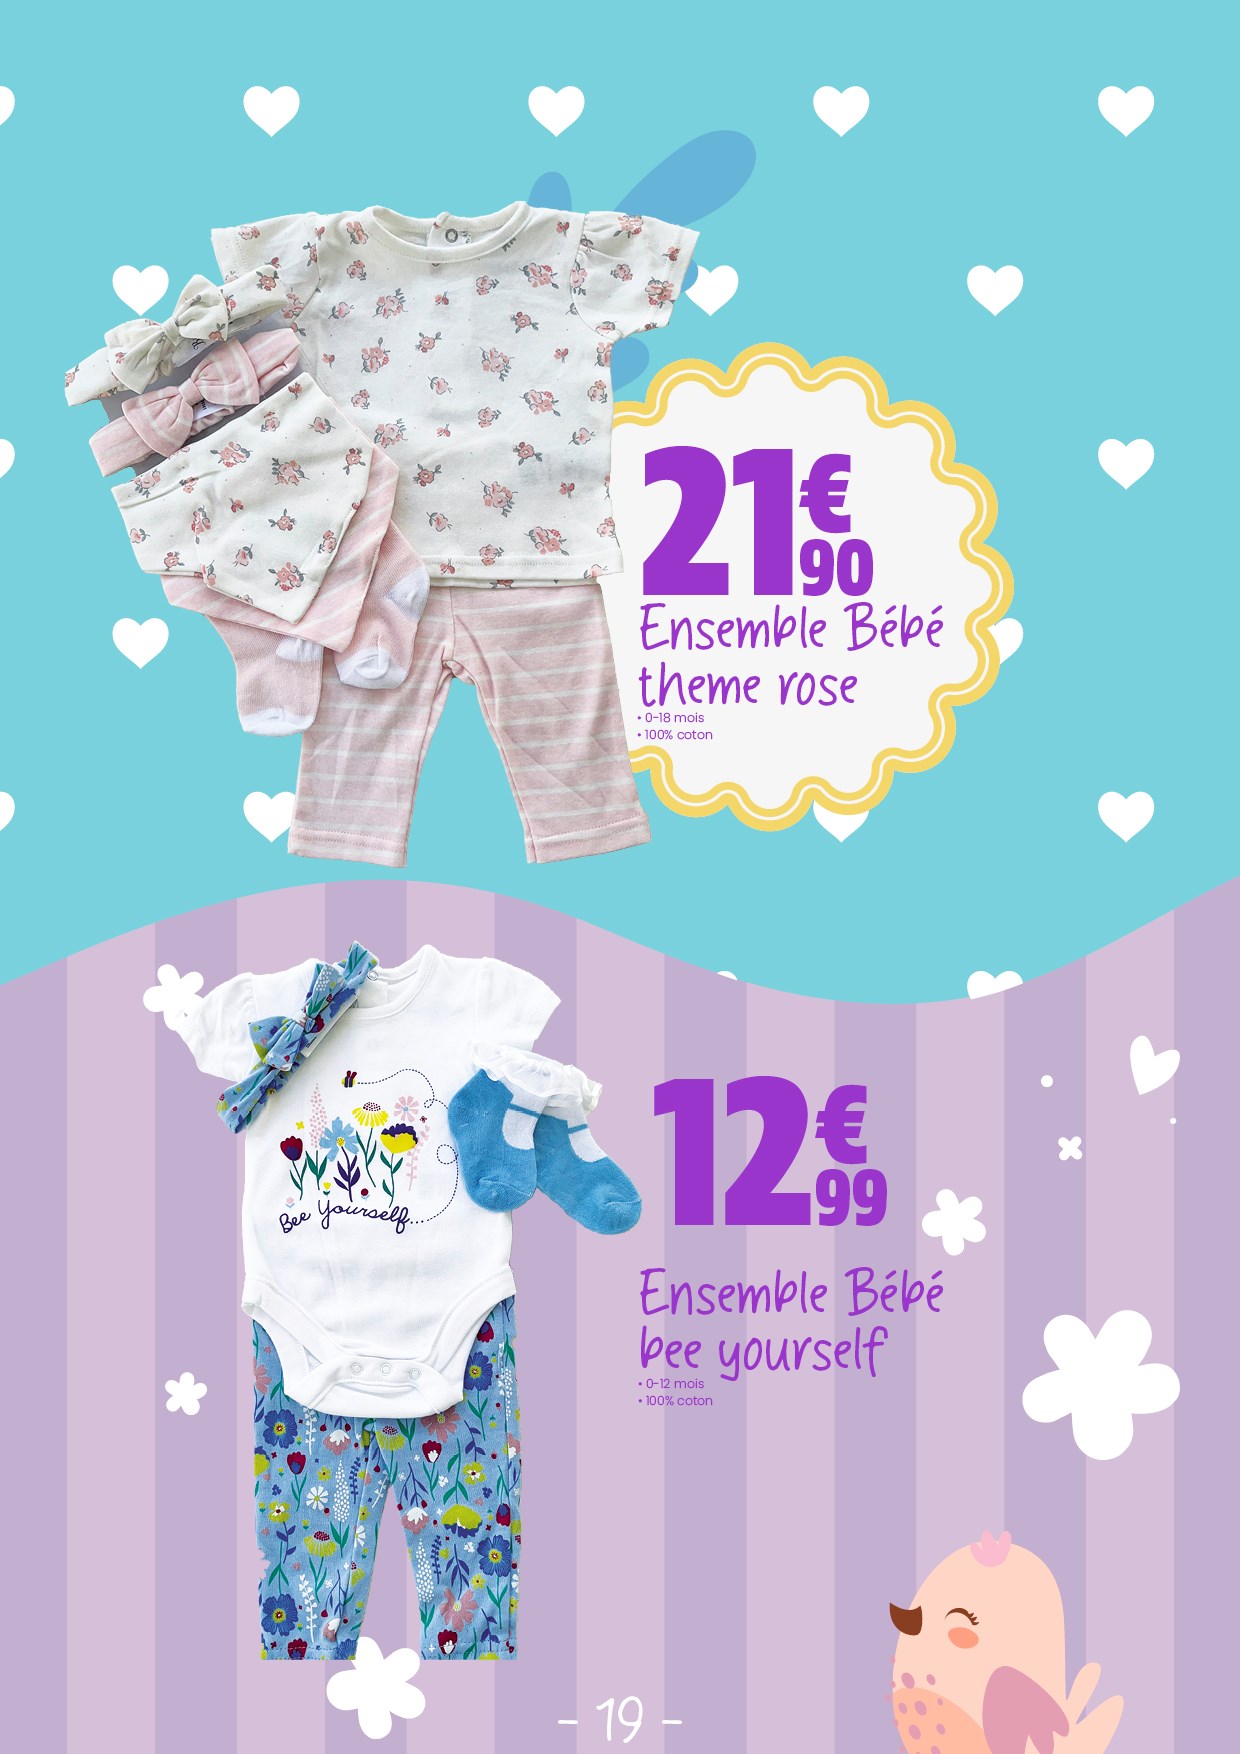 21€90
Ensemble Bébé
theme rose
• 0-18 mois
• 100% coton
Bee Yourself...
12€99
Ensemble Bébé
bee yourself
• 0-12 mois
• 100% coton
- 19 -